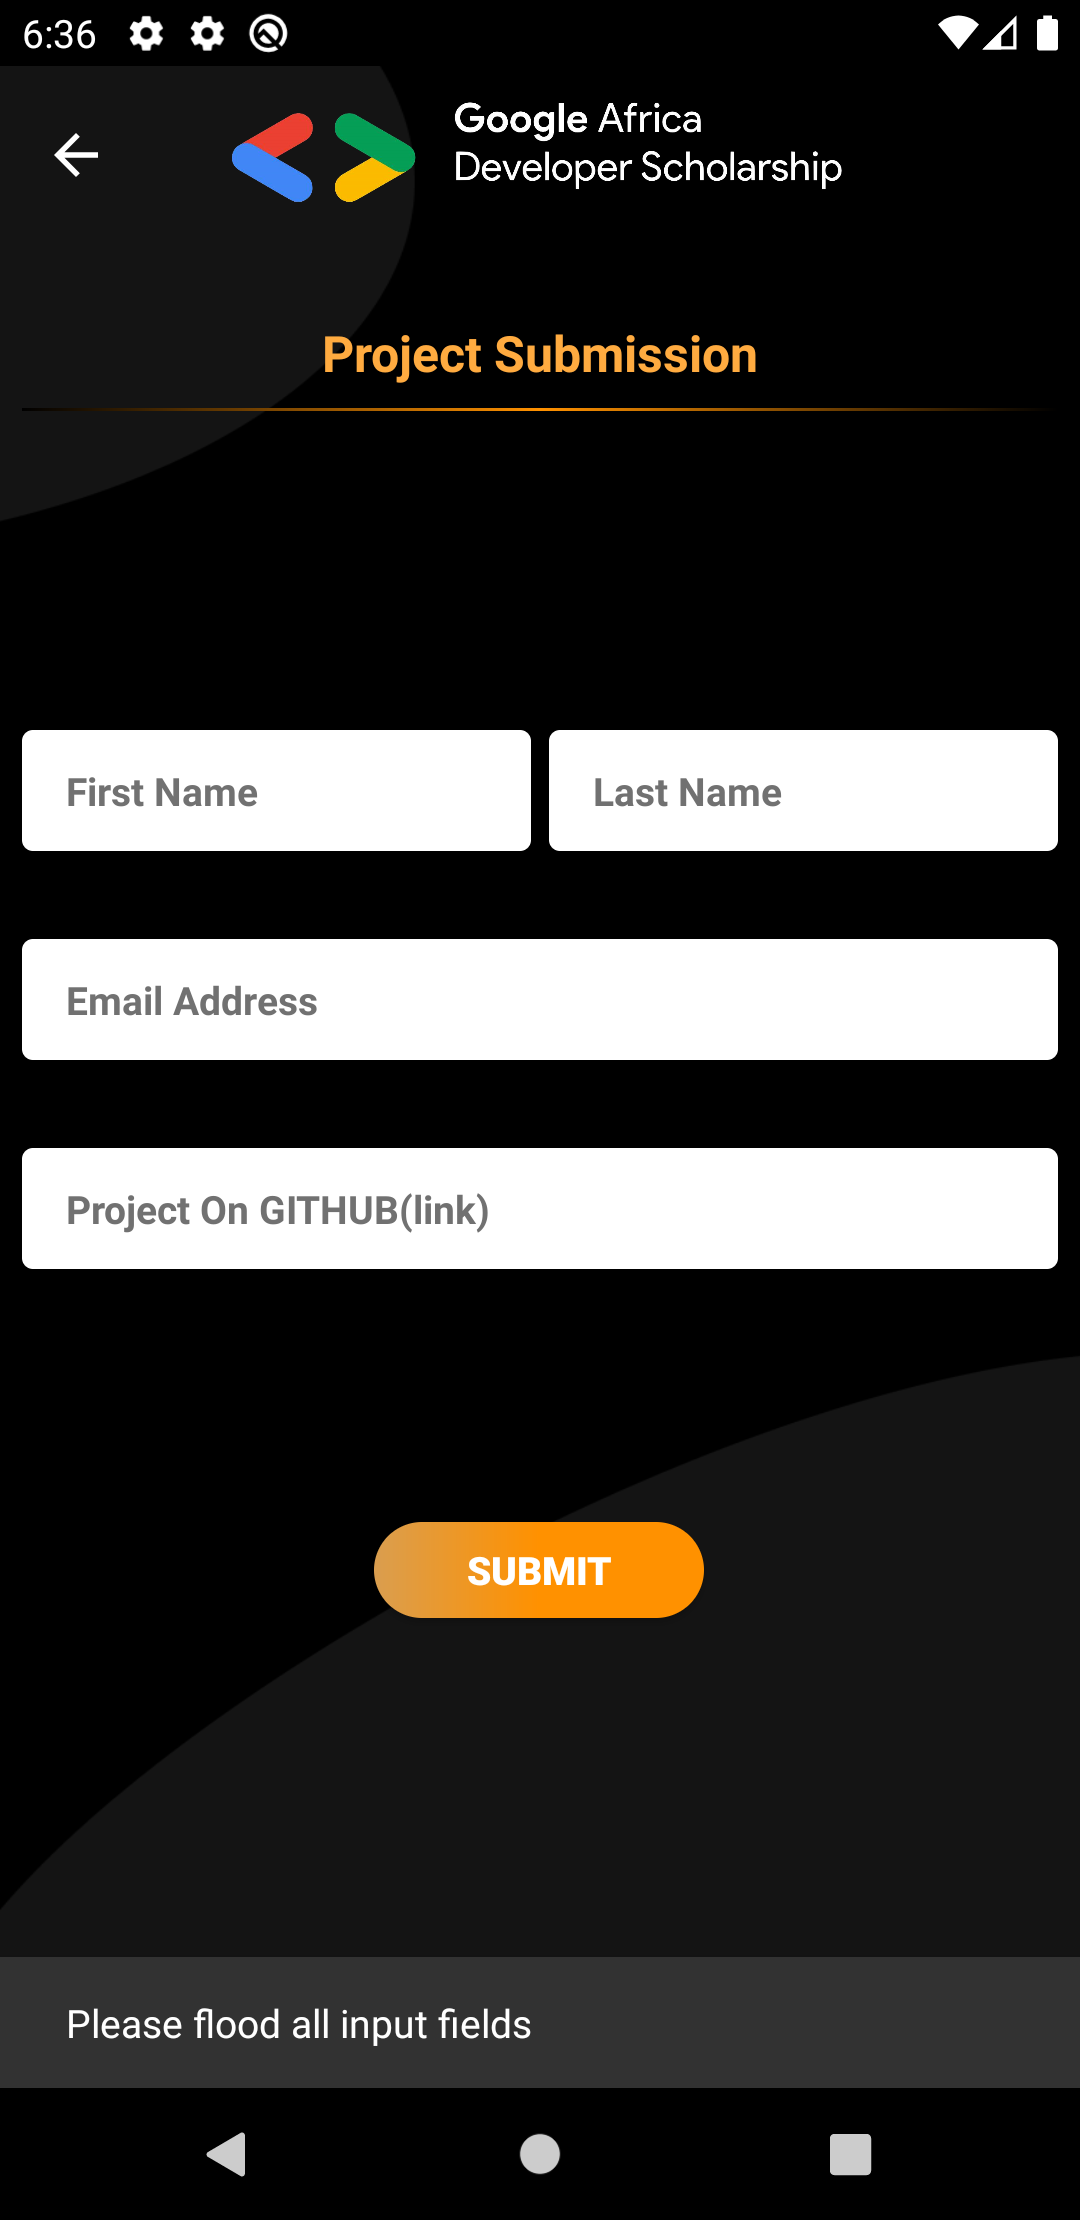 6:36
Google Africa
Developer Scholarship
Project Submission
First Name
Last Name
Email Address
Project On GITHUB(link)
SUBMIT
Please flood all input fields